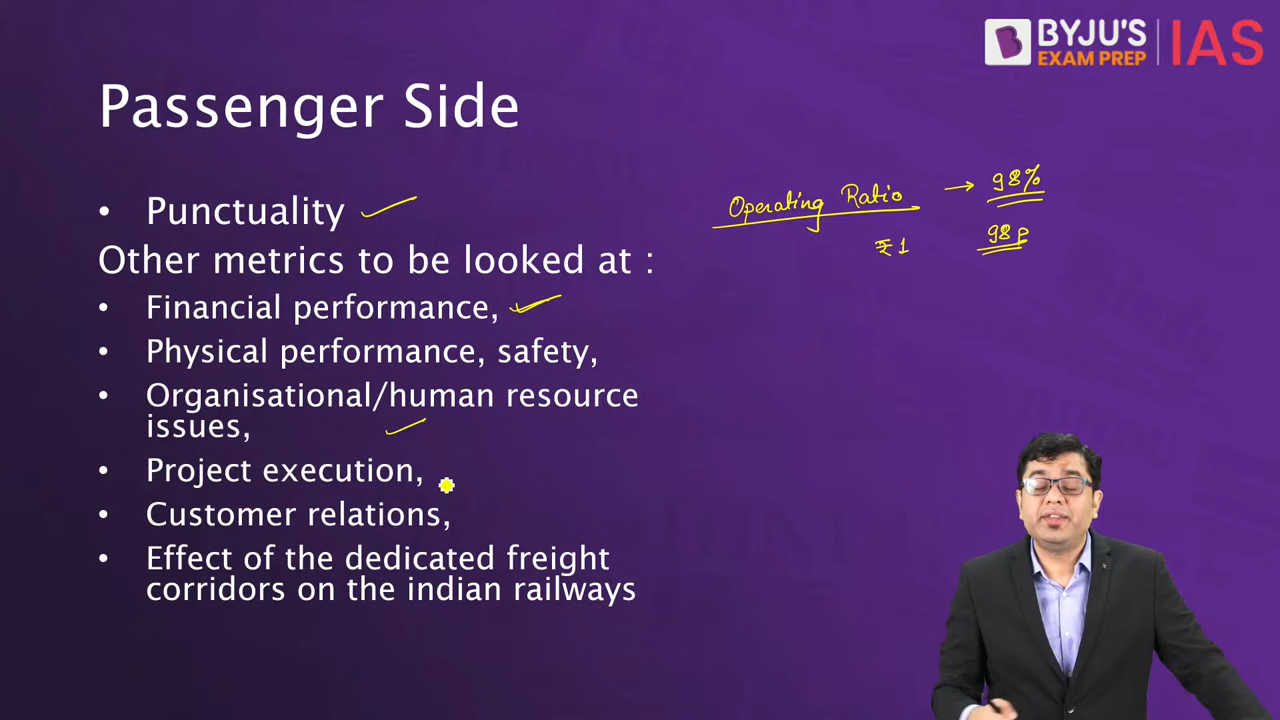 BYJU'S
EXAM PREP
IAS
Passenger Side
• Punctuality
Other metrics to be looked at :
• Financial performance,
• Physical performance, safety,
• Organisational/human resource
issues,
• Project execution,
• Customer relations,
• Effect of the dedicated freight
corridors on the indian railways
Operating Ratio → 98%
₹1 98 p